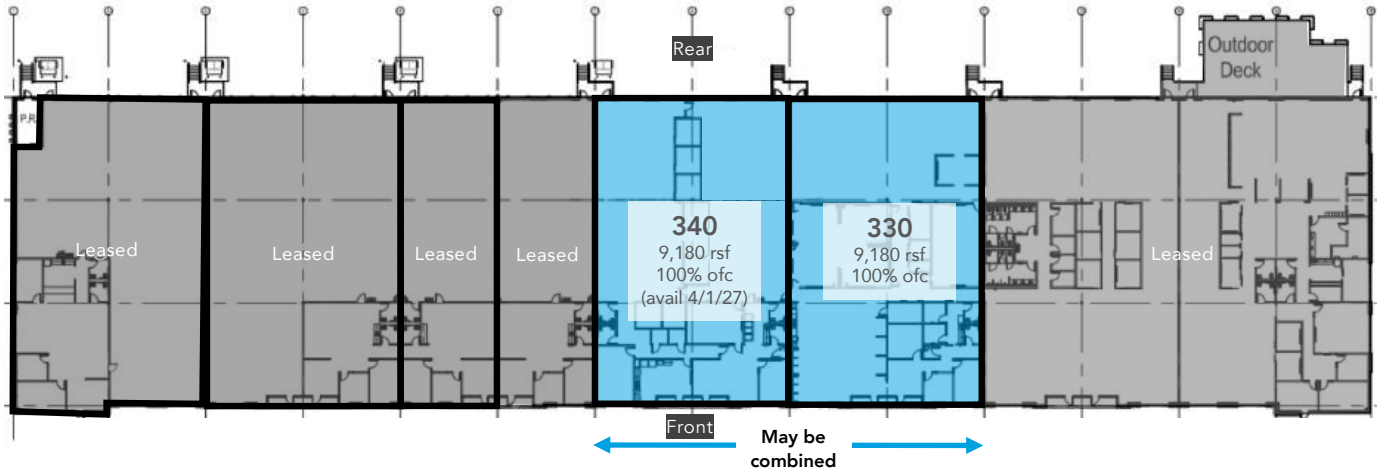 Rear
Outdoor
Deck
P.R.
Leased
Leased
Leased
Leased
340
9,180 rsf
100% ofc
(avail 4/1/27)
330
9,180 rsf
100% ofc
Leased
Front
May be
combined